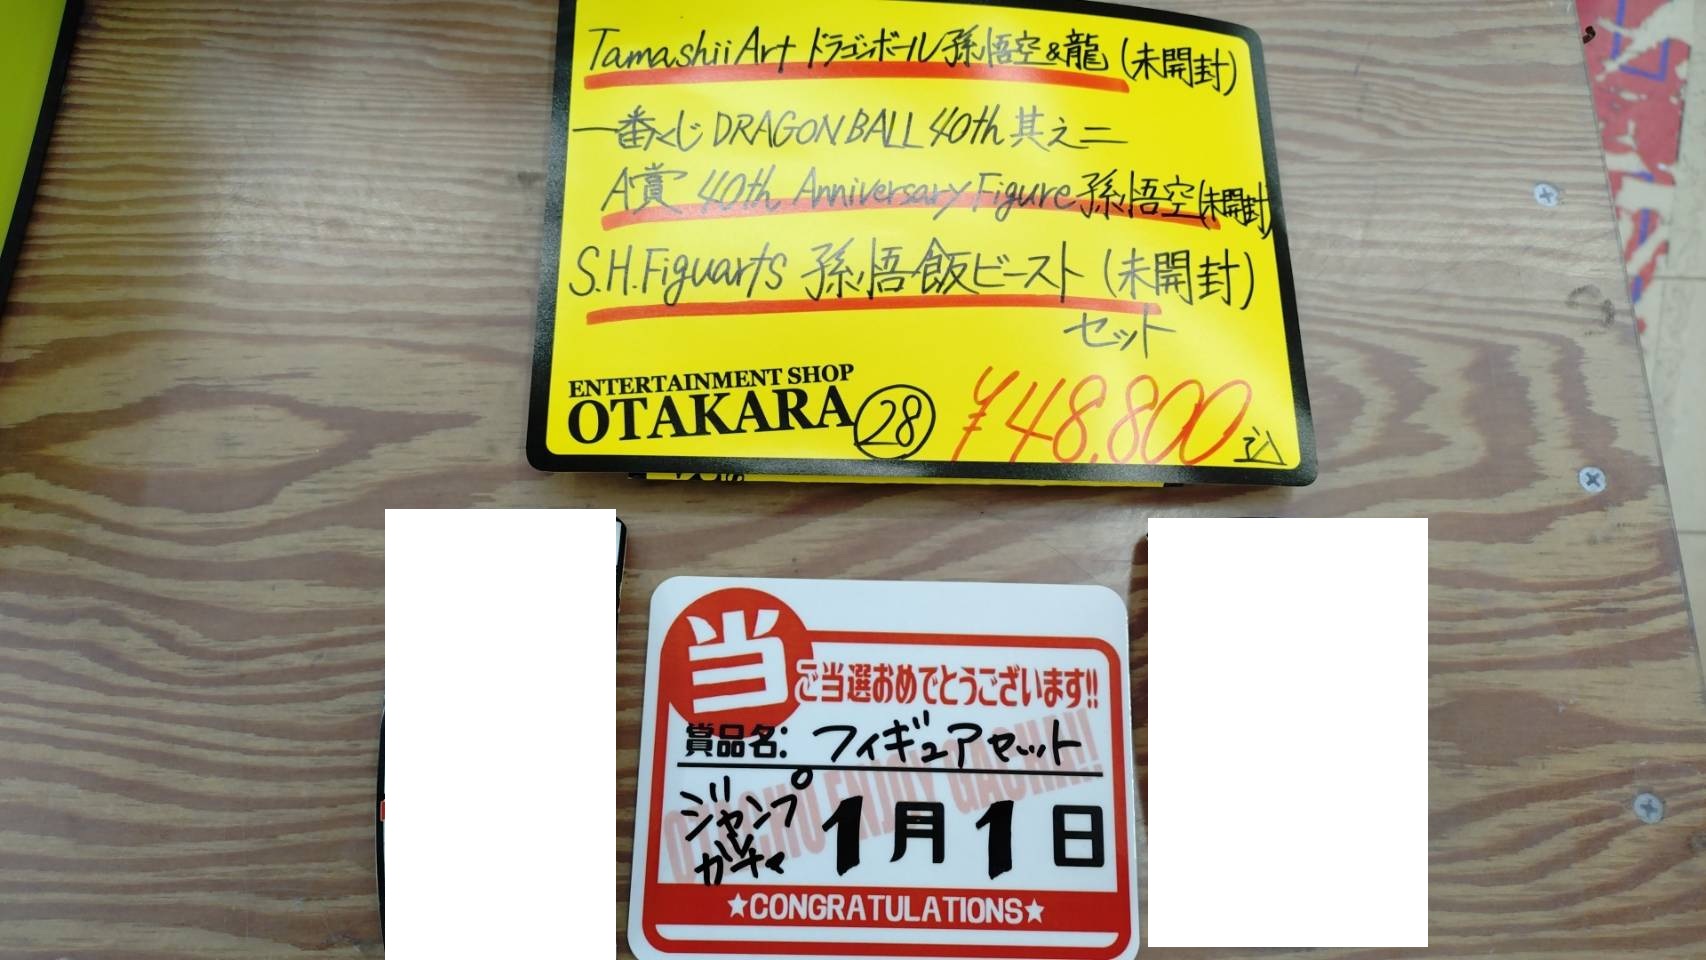 Tamashii Art ドラゴンボール孫悟空&龍(未開封)
一番くじ DRAGON BALL 40th 其之二
A賞 40th Anniversary Figure 孫悟空(未開封)
S.H.Figuarts 孫悟飯ビースト(未開封)
セット
ENTERTAINMENT SHOP
OTAKARA 28 ¥48,800 込
当
ご当選おめでとうございます!!
賞品名: フィギュアセット
ジャンプ
ガチャ
1月1日
★CONGRATULATIONS★